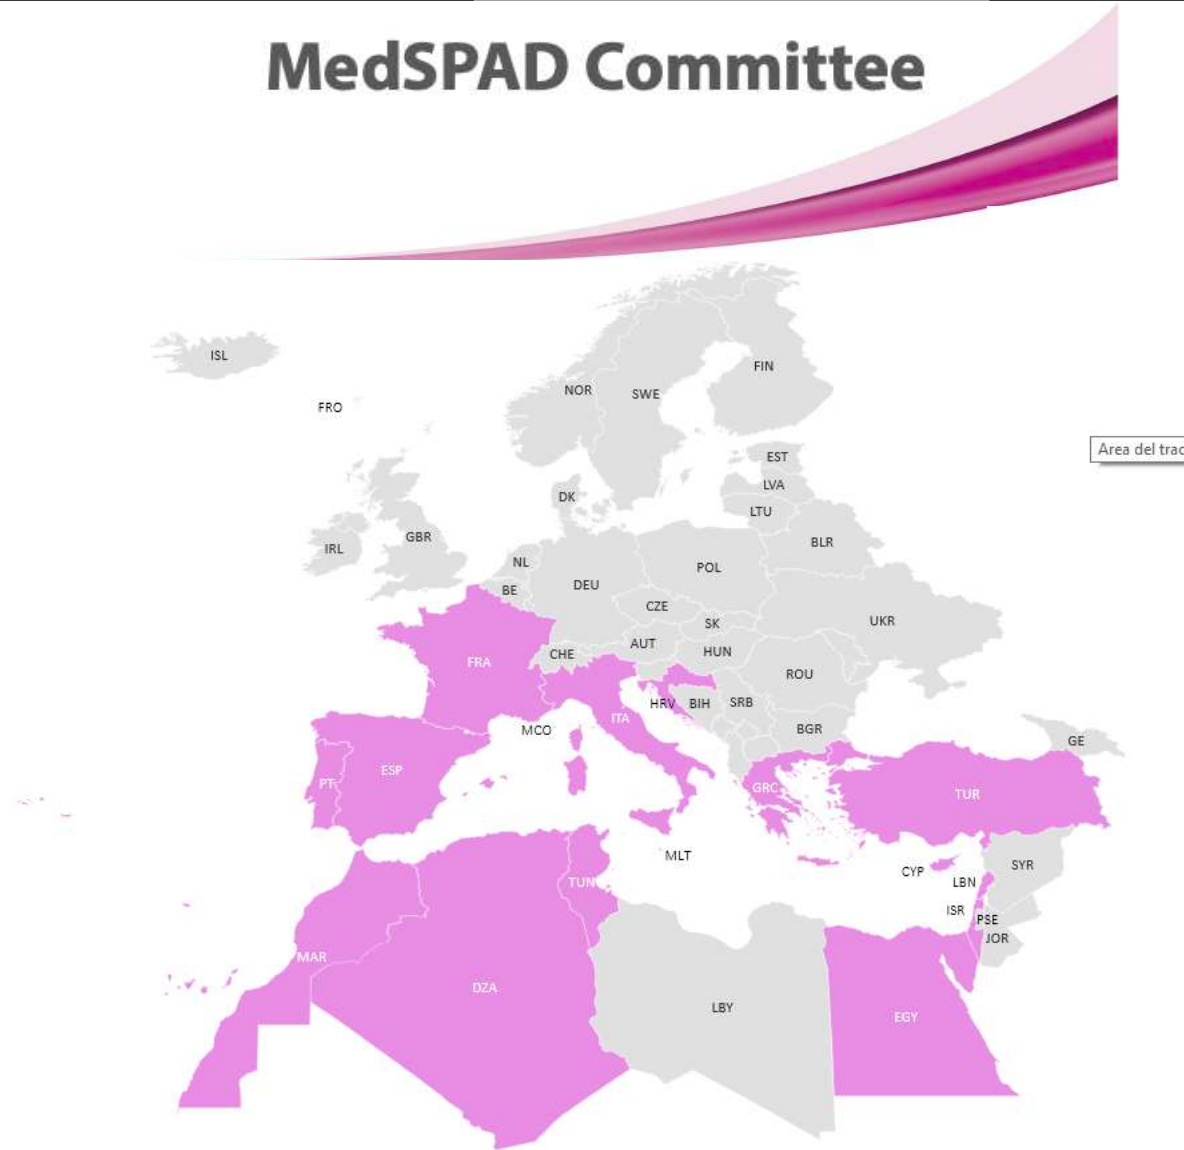 MedSPAD Committee
ISL
FIN
NOR
SWE
FRO
Area del trac
EST
LVA
DK
LTU
GBR
BLR
IRL
NL
POL
DEU
BE
CZE
UKR
SK
AUT
HUN
CHE
FRA
ROU
HRV
BIH
SRB
ITA
MCO
BGR
GE
ESP
PT
GRC
TUR
MLT
SYR
CYP
TUN
LBN
ISR
PSE
JOR
MAR
DZA
LBY
EGY